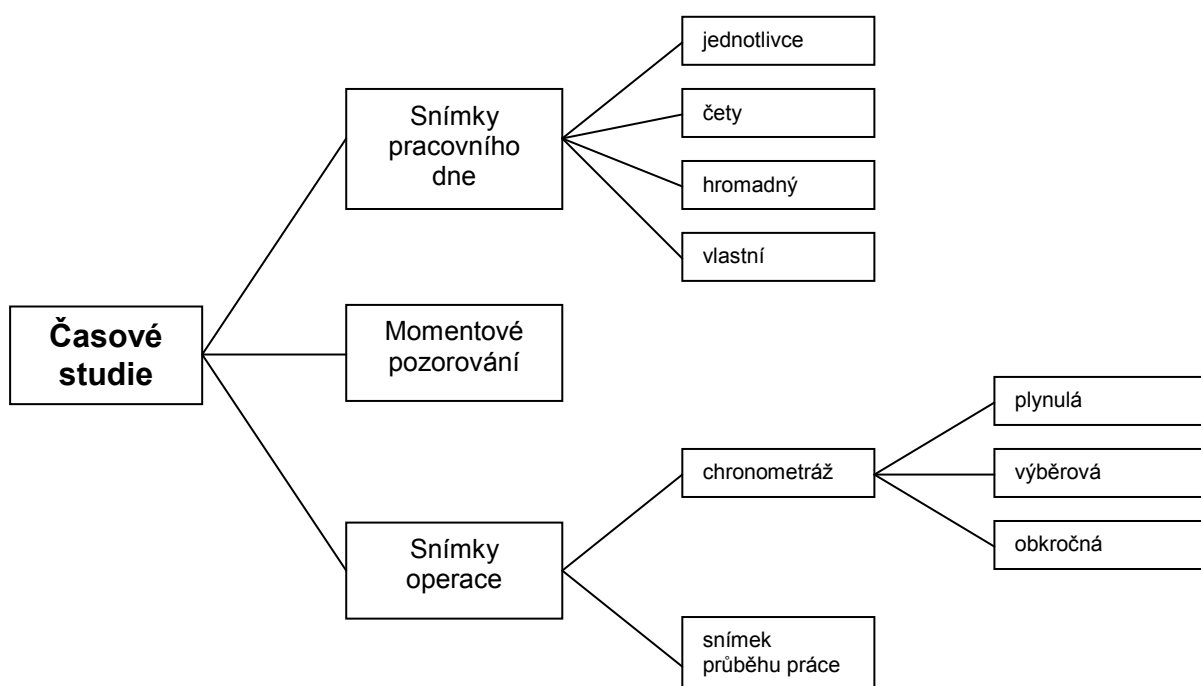 Časové
studie
Snímky
pracovního
dne
jednotlivce
čety
hromadný
vlastní
Momentové
pozorování
Snímky
operace
chronometráž
plynulá
výběrová
obkročná
snímek
průběhu práce